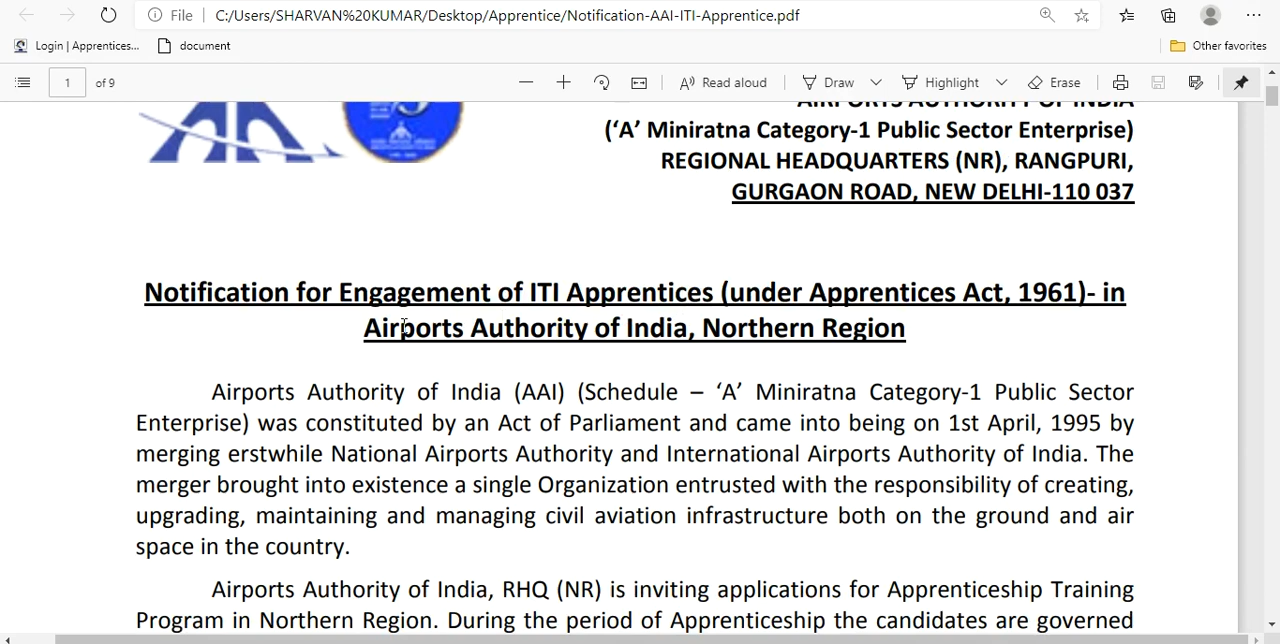 File
C:/Users/SHARVAN%20KUMAR/Desktop/Apprentice/Notification-AAI-ITI-Apprentice.pdf
Login | Apprentices...
document
Other favorites
1 of 9
Read aloud
Draw
Highlight
Erase
AIRPORTS AUTHORITY OF INDIA
('A' Miniratna Category-1 Public Sector Enterprise)
REGIONAL HEADQUARTERS (NR), RANGPURI,
GURGAON ROAD, NEW DELHI-110 037
Notification for Engagement of ITI Apprentices (under Apprentices Act, 1961)- in
Airports Authority of India, Northern Region
Airports Authority of India (AAI) (Schedule – ‘A’ Miniratna Category-1 Public Sector
Enterprise) was constituted by an Act of Parliament and came into being on 1st April, 1995 by
merging erstwhile National Airports Authority and International Airports Authority of India. The
merger brought into existence a single Organization entrusted with the responsibility of creating,
upgrading, maintaining and managing civil aviation infrastructure both on the ground and air
space in the country.
Airports Authority of India, RHQ (NR) is inviting applications for Apprenticeship Training
Program in Northern Region. During the period of Apprenticeship the candidates are governed